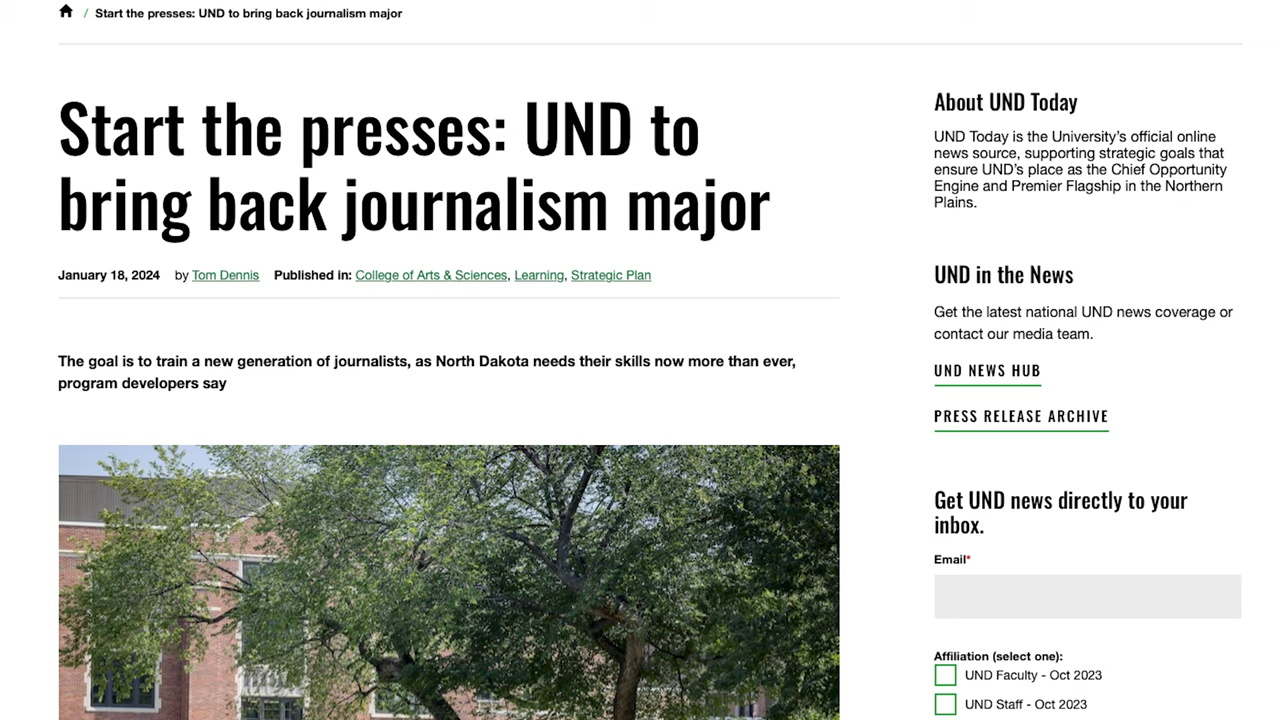 / Start the presses: UND to bring back journalism major
Start the presses: UND to
bring back journalism major
January 18, 2024 by Tom Dennis Published in: College of Arts & Sciences, Learning, Strategic Plan
The goal is to train a new generation of journalists, as North Dakota needs their skills now more than ever,
program developers say
About UND Today
UND Today is the University’s official online
news source, supporting strategic goals that
ensure UND’s place as the Chief Opportunity
Engine and Premier Flagship in the Northern
Plains.
UND in the News
Get the latest national UND news coverage or
contact our media team.
UND NEWS HUB
PRESS RELEASE ARCHIVE
Get UND news directly to your
inbox.
Email*
Affiliation (select one):
UND Faculty - Oct 2023
UND Staff - Oct 2023